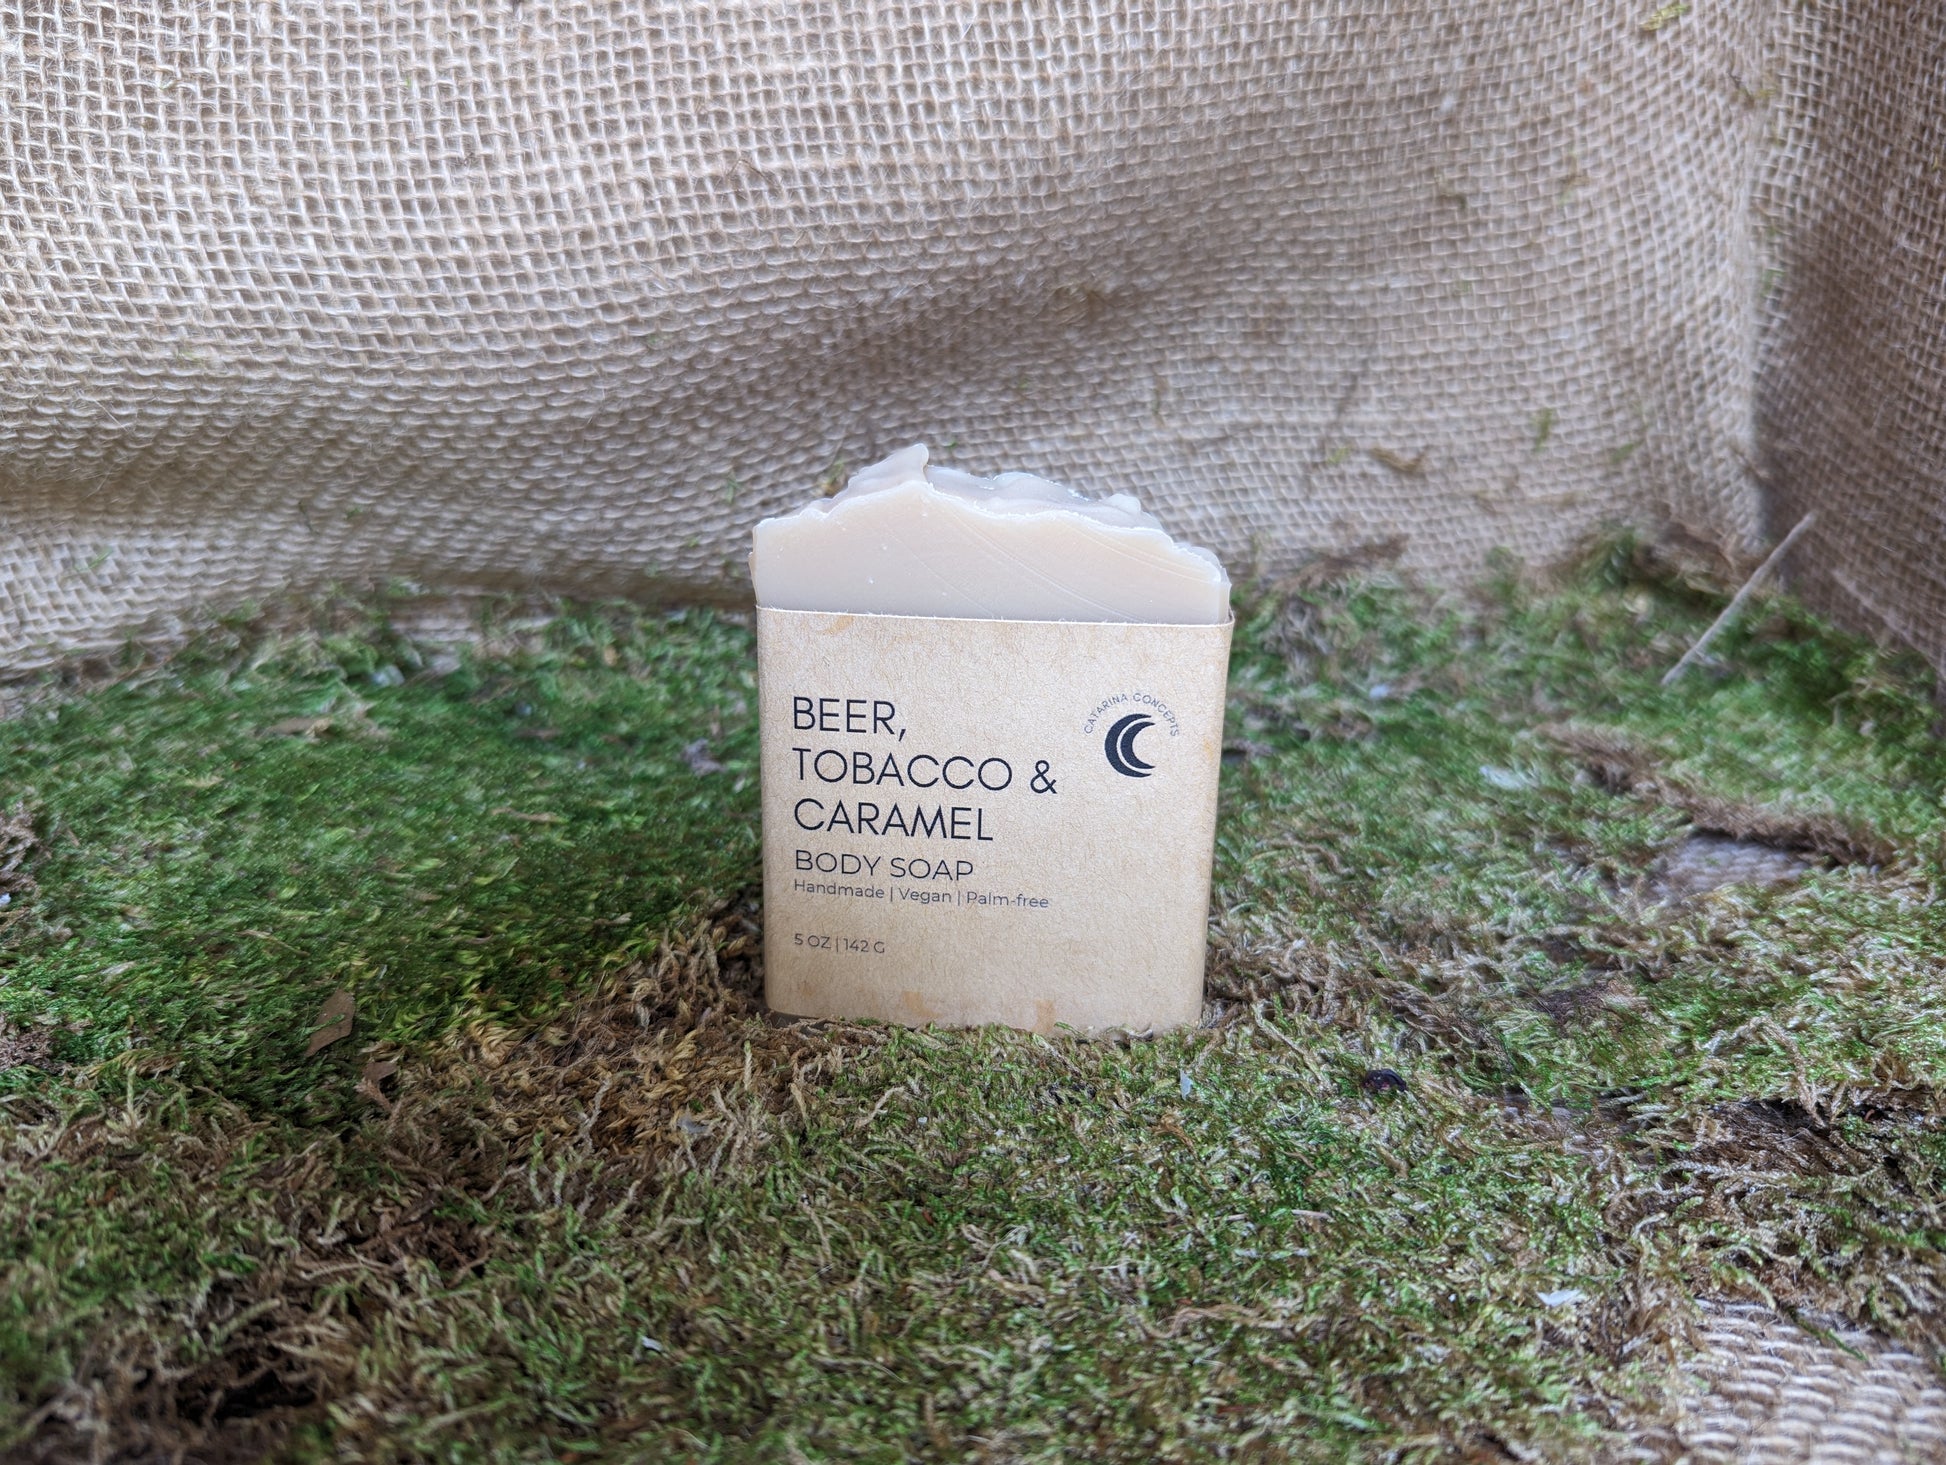 BEER,
TOBACCO &
CARAMEL
BODY SOAP
Handmade | Vegan | Palm-free
5 OZ | 142 G
CATARINA CONCEPTS